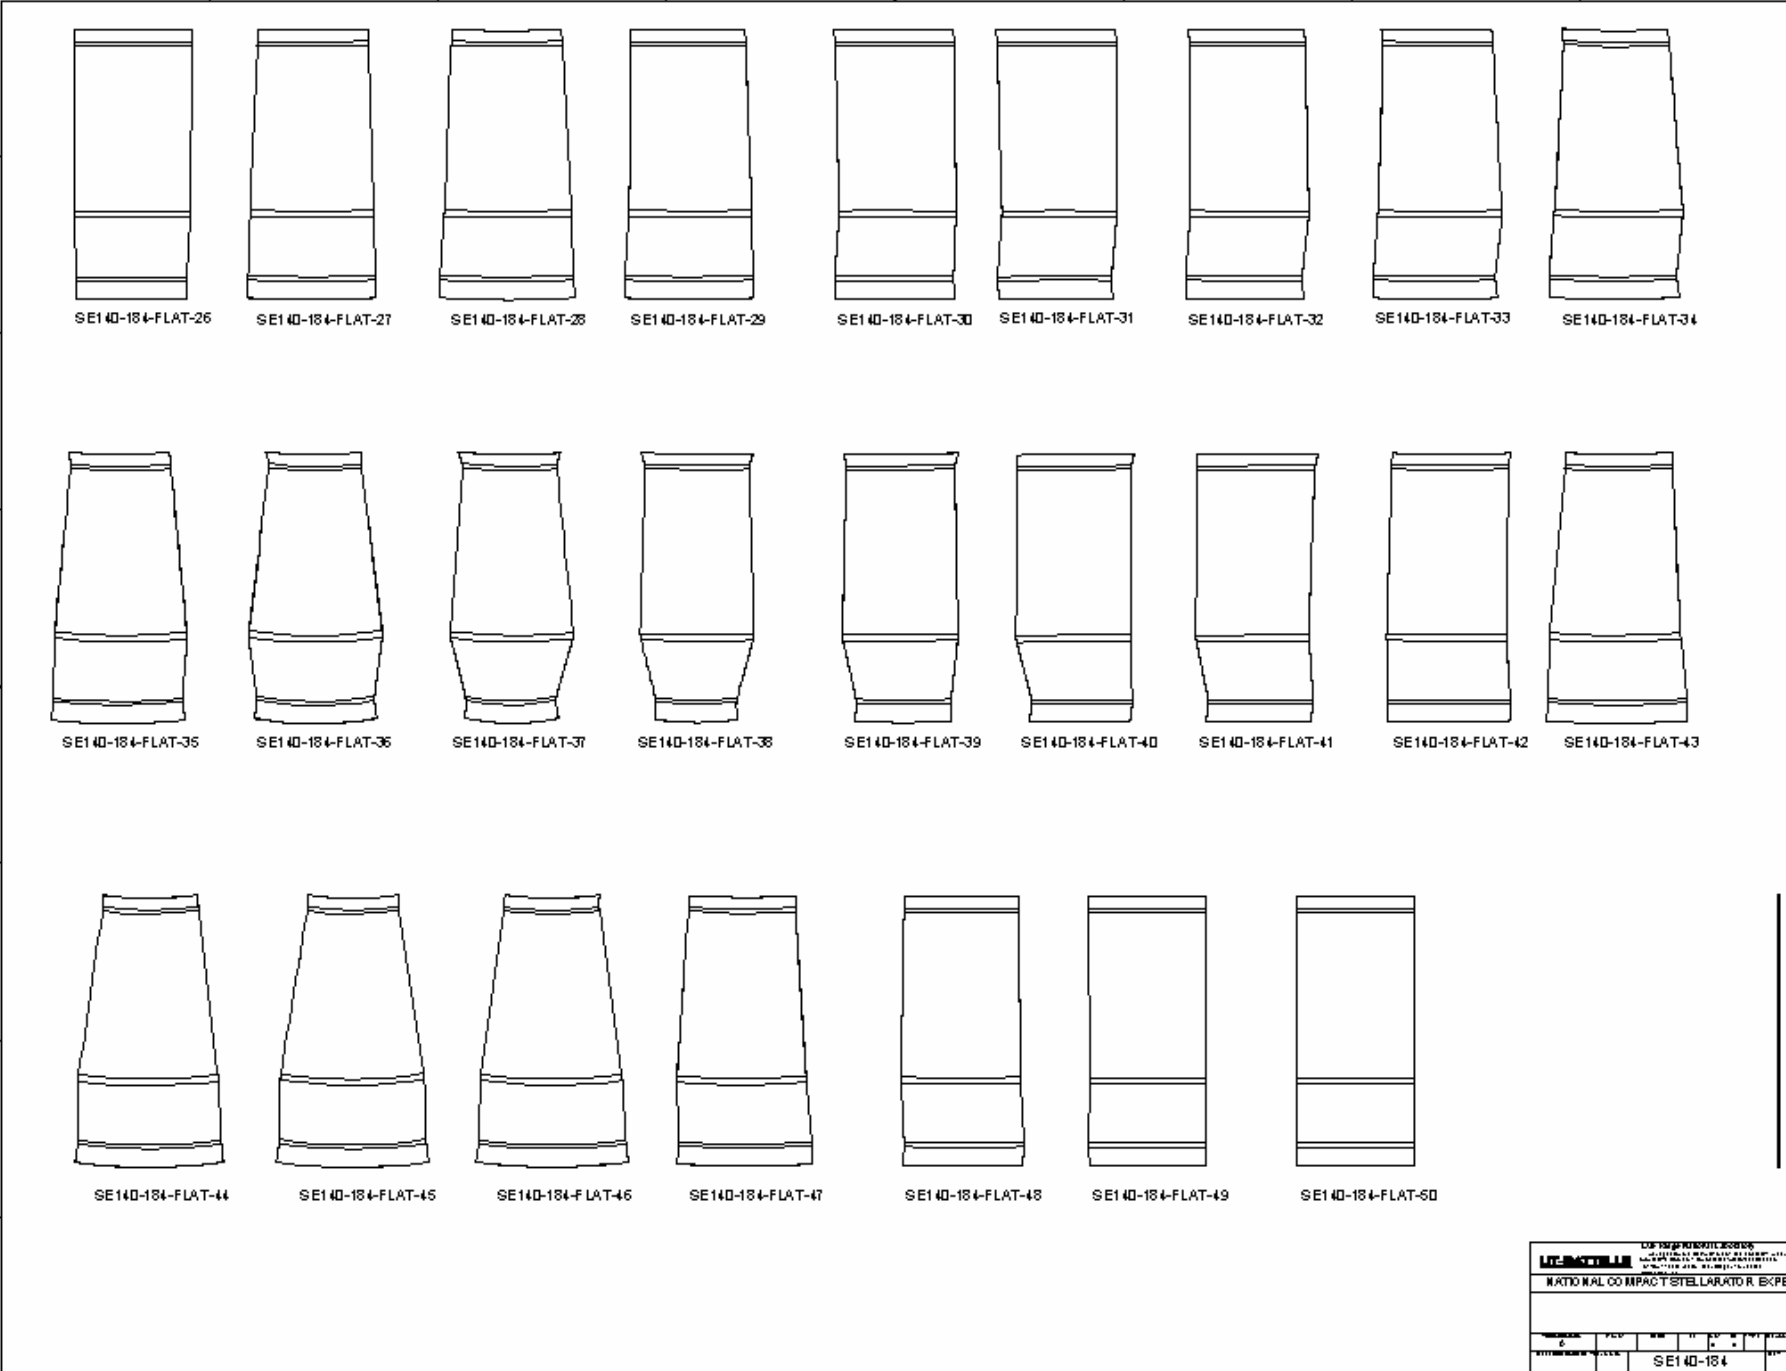 SE140-184-FLAT-26
SE140-184-FLAT-27
SE140-184-FLAT-28
SE140-184-FLAT-29
SE140-184-FLAT-30
SE140-184-FLAT-31
SE140-184-FLAT-32
SE140-184-FLAT-33
SE140-184-FLAT-34
SE140-184-FLAT-35
SE140-184-FLAT-36
SE140-184-FLAT-37
SE140-184-FLAT-38
SE140-184-FLAT-39
SE140-184-FLAT-40
SE140-184-FLAT-41
SE140-184-FLAT-42
SE140-184-FLAT-43
SE140-184-FLAT-44
SE140-184-FLAT-45
SE140-184-FLAT-46
SE140-184-FLAT-47
SE140-184-FLAT-48
SE140-184-FLAT-49
SE140-184-FLAT-50
UT-BATTELLE
NATIONAL COMPACT STELLARATOR EXPE
SE140-184